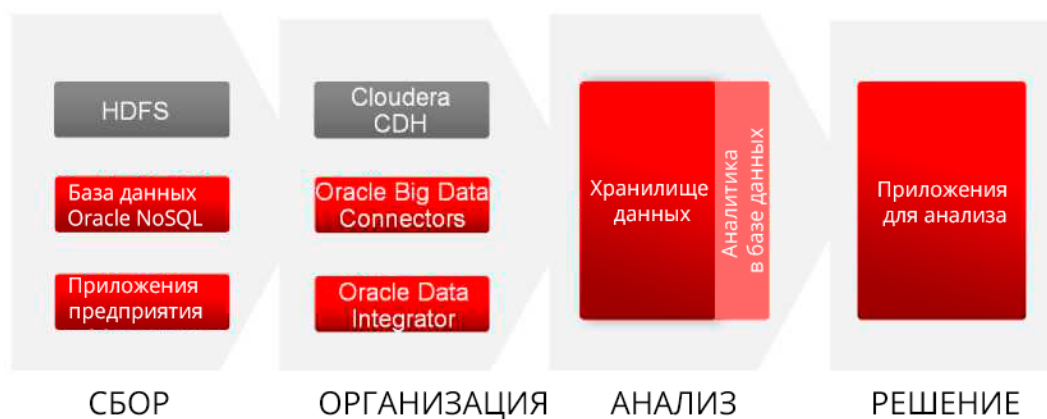 HDFS
База данных
Oracle NoSQL
Приложения
предприятия
Cloudera
CDH
Oracle Big Data
Connectors
Oracle Data
Integrator
Хранилище
данных
Аналитика
в базе данных
Приложения
для анализа
СБОР
ОРГАНИЗАЦИЯ
АНАЛИЗ
РЕШЕНИЕ